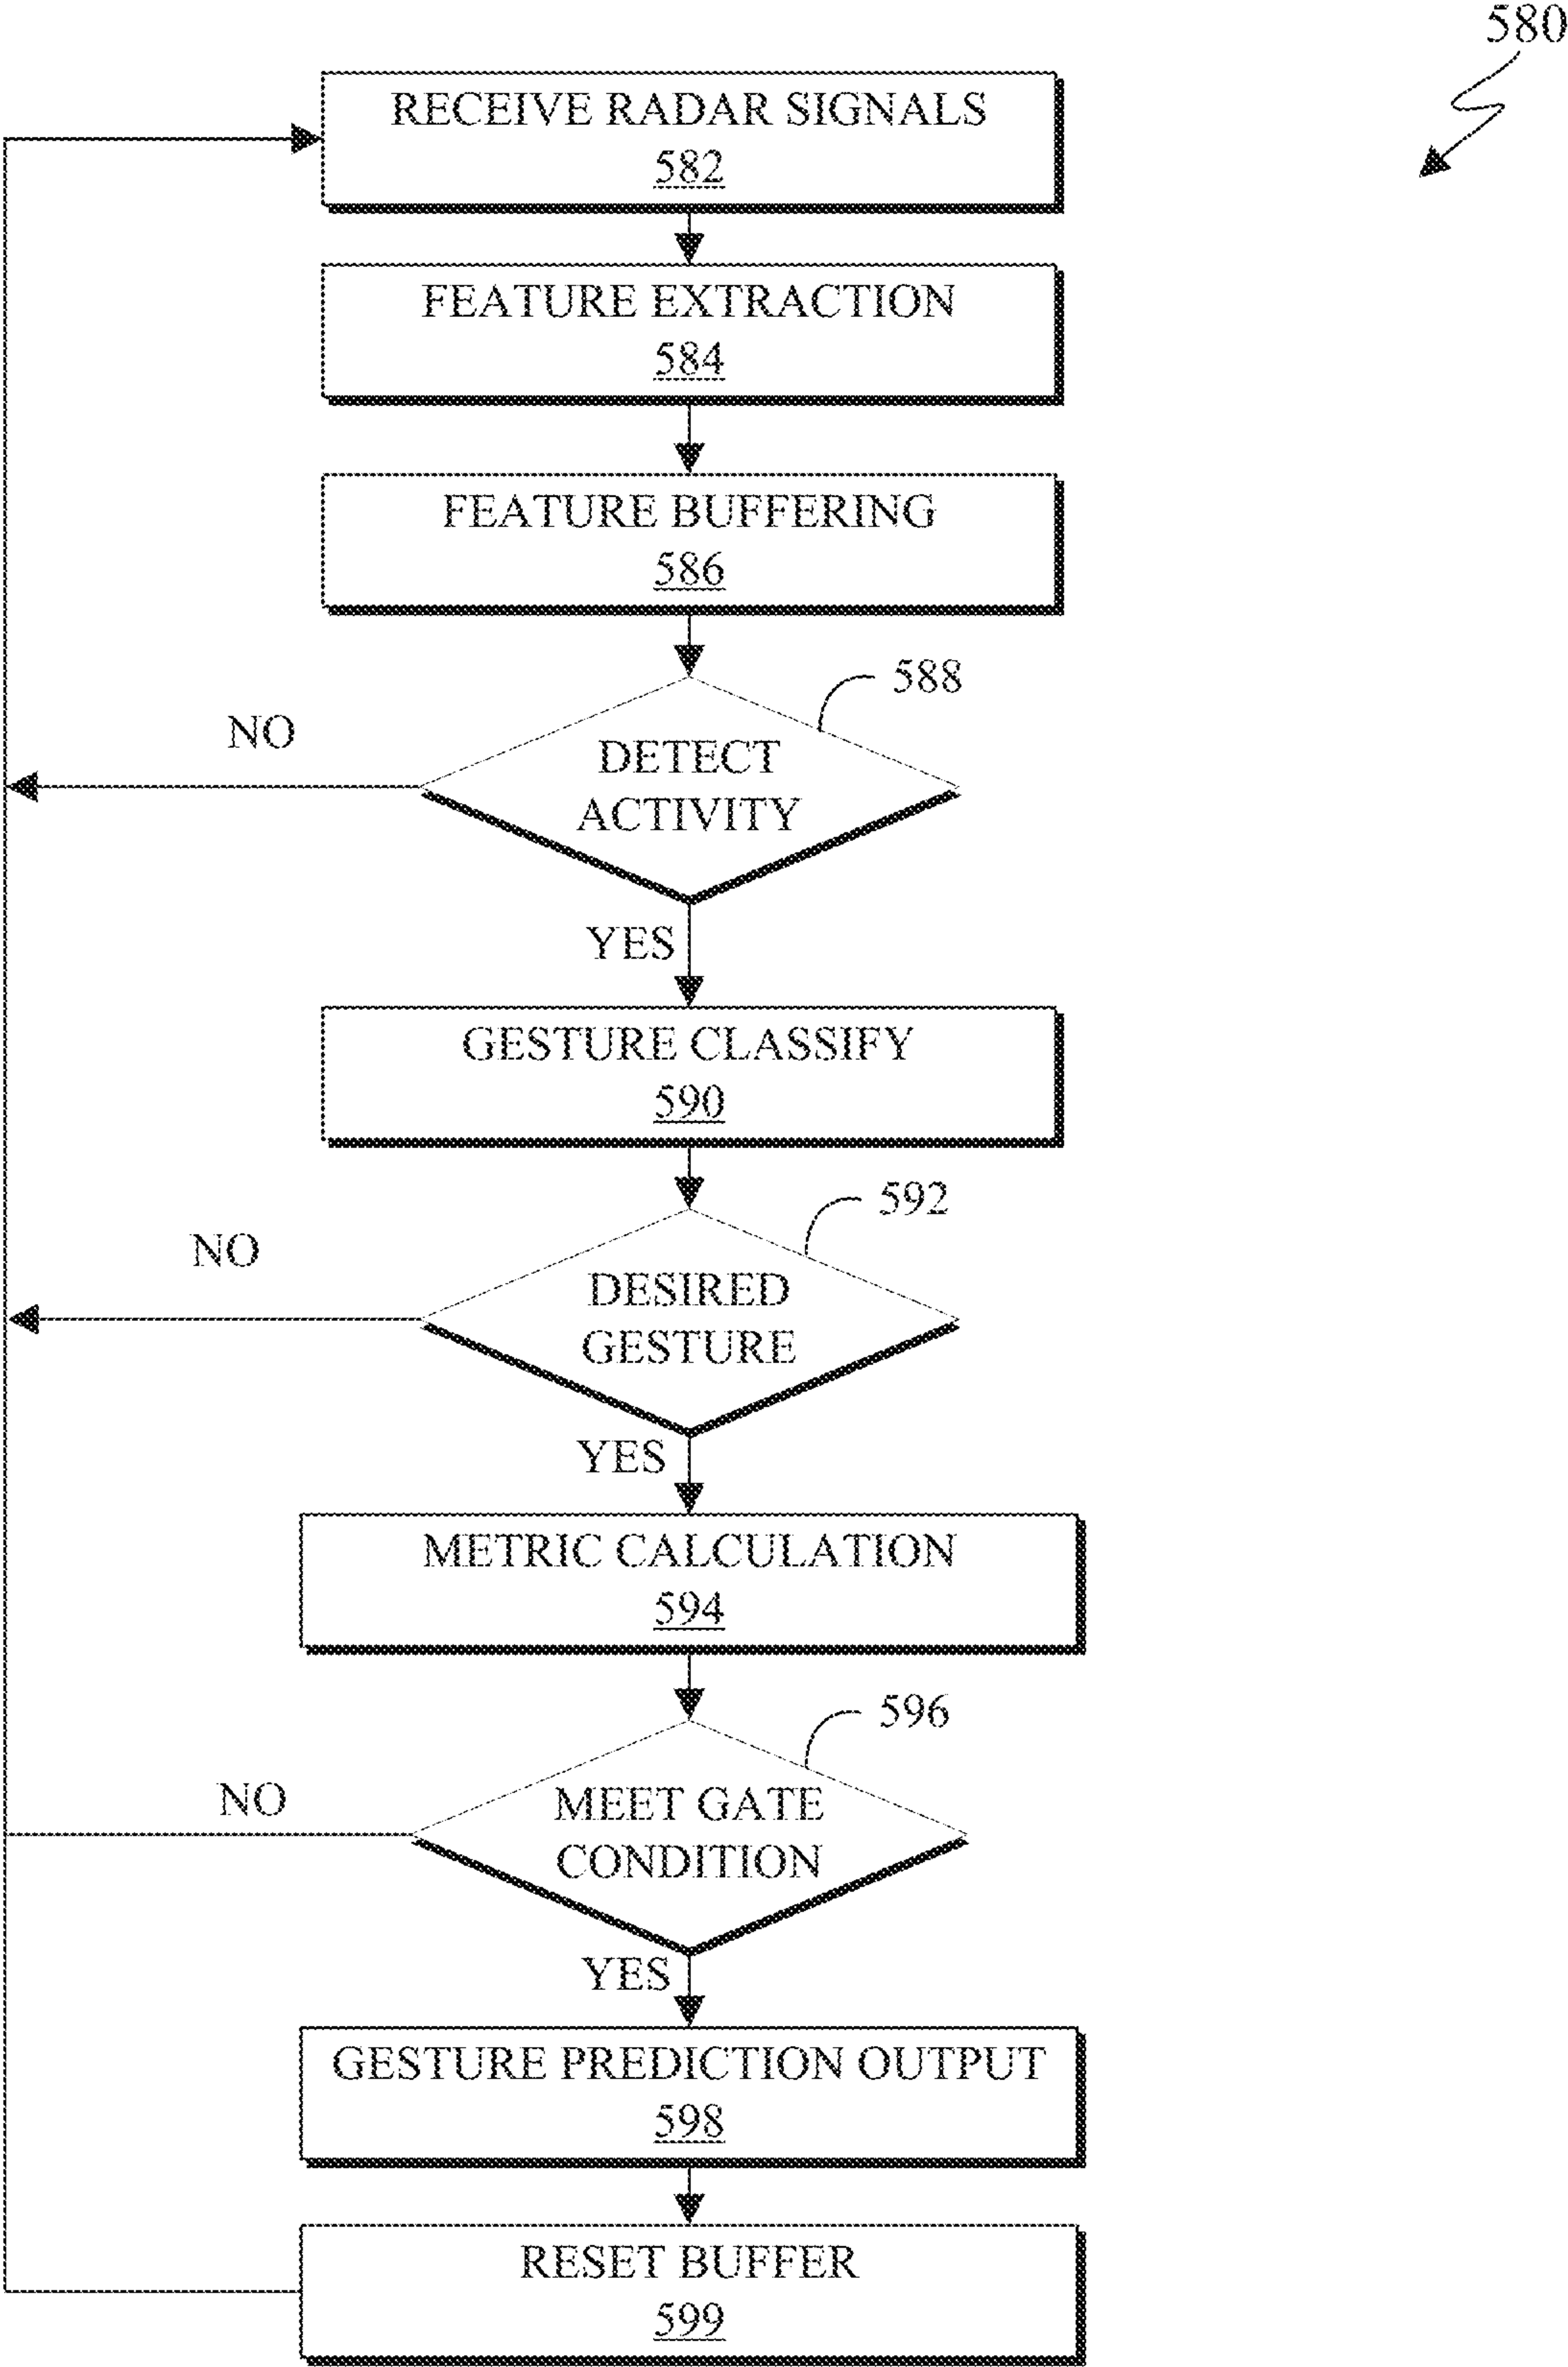 580
RECEIVE RADAR SIGNALS
582
FEATURE EXTRACTION
584
FEATURE BUFFERING
586
588
NO
DETECT
ACTIVITY
YES
GESTURE CLASSIFY
590
592
NO
DESIRED
GESTURE
YES
METRIC CALCULATION
594
596
NO
MEET GATE
CONDITION
YES
GESTURE PREDICTION OUTPUT
598
RESET BUFFER
599